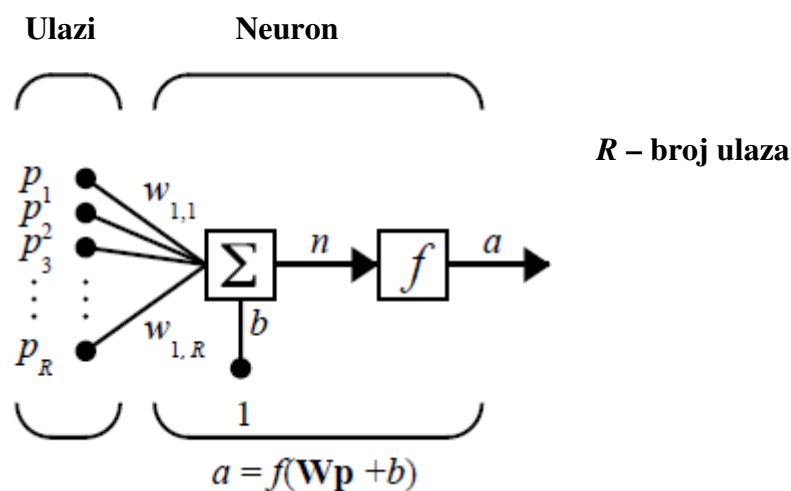 Ulazi Neuron
R – broj ulaza
p1
w1,1
p2
p3
Σ n f a
b
w1,R
pR
1
a = f(Wp +b)